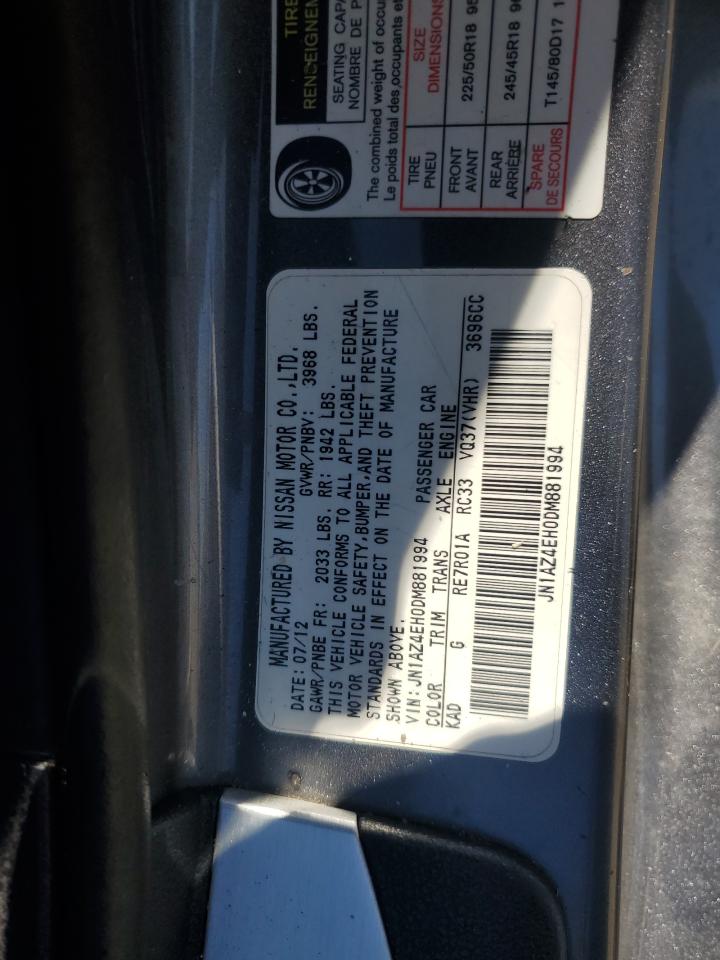 TIRE
RENSEIGNEMENT
SEATING
NOMBRE DE
The combined weight of
Le poids total des occupants
TIRE SIZE
PNEU DIMENSIONS
FRONT 225/50R18 95
AVANT
REAR 245/45R18
ARRIÈRE
SPARE T145/80D17
DE SECOURS
MANUFACTURED BY NISSAN MOTOR CO.,LTD.
DATE: 07/12 GVWR/PNBV: 3968 LBS.
GAWR/PNBE FR: 2033 LBS. RR: 1942 LBS.
THIS VEHICLE CONFORMS TO ALL APPLICABLE FEDERAL
MOTOR VEHICLE SAFETY,BUMPER,AND THEFT PREVENTION
STANDARDS IN EFFECT ON THE DATE OF MANUFACTURE
SHOWN ABOVE.
VIN:JN1AZ4EH0DM881994 PASSENGER CAR
COLOR TRIM TRANS AXLE ENGINE
KAD G RE7R01A RC33 VQ37(VHR) 3696CC
JN1AZ4EH0DM881994